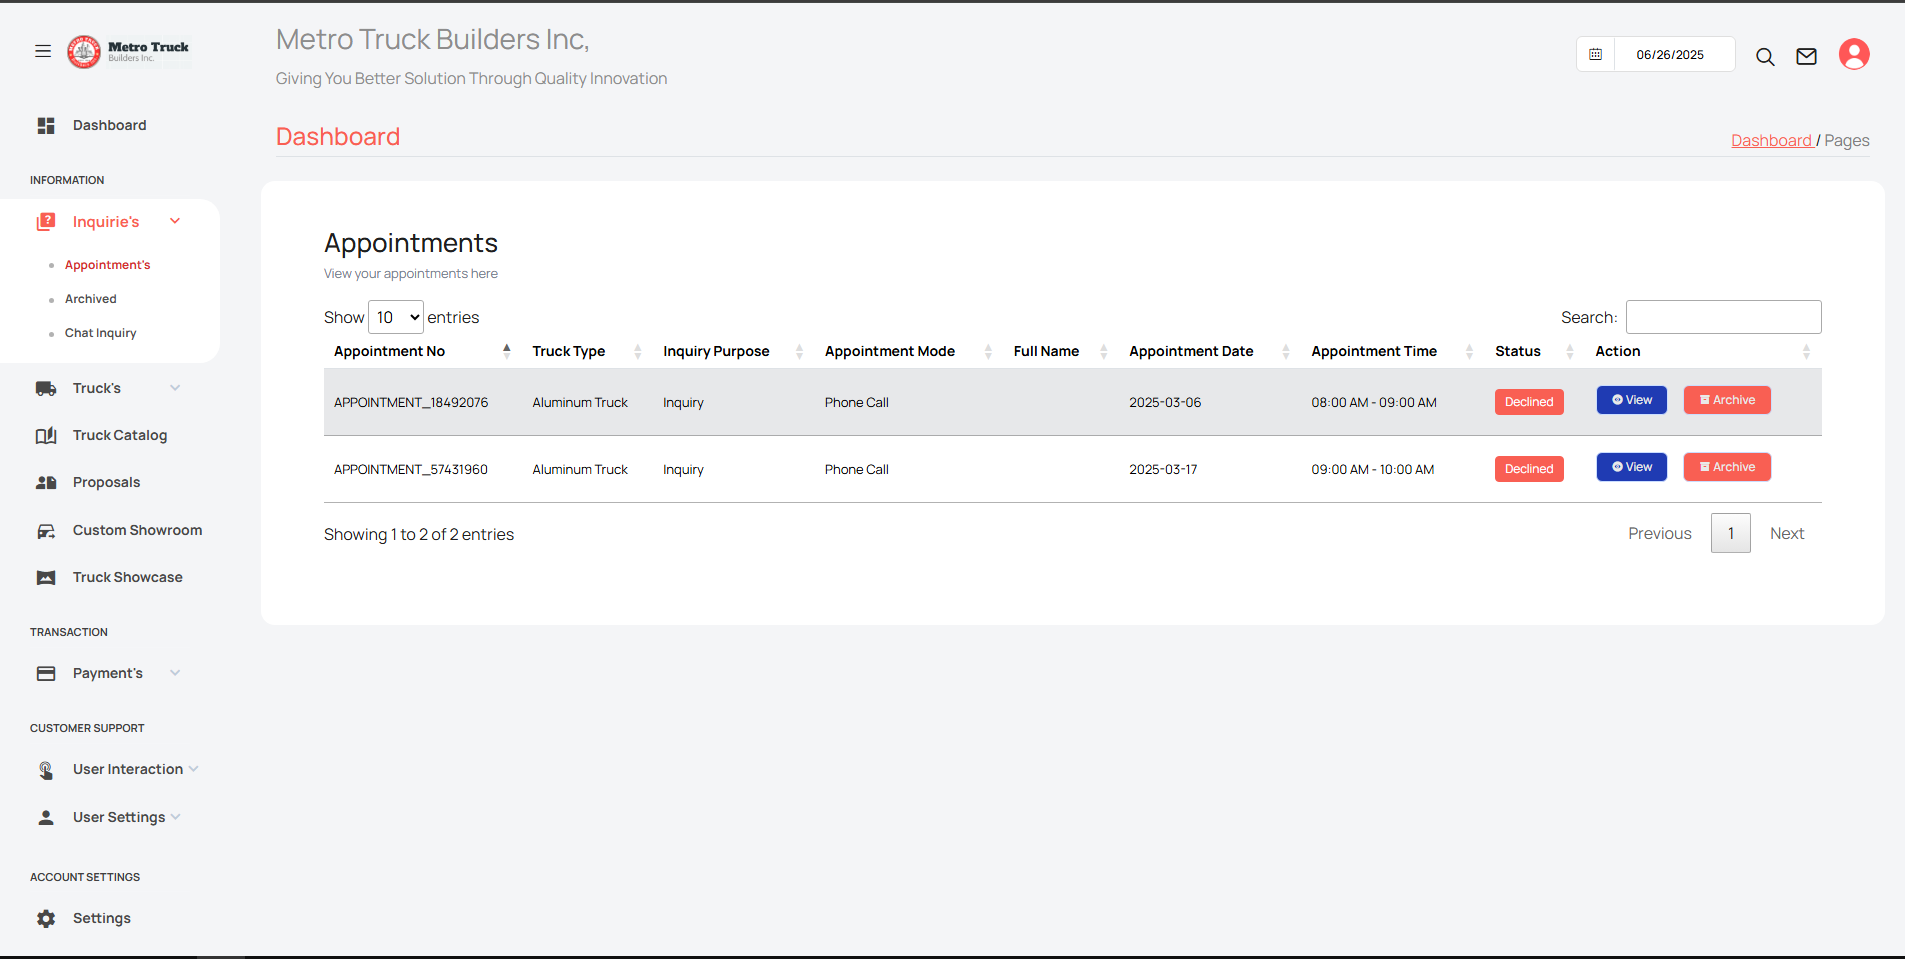 Metro Truck
Builders Inc.
Metro Truck Builders Inc,
Giving You Better Solution Through Quality Innovation
06/26/2025
Dashboard
INFORMATION
Inquirie's
Appointment's
Archived
Chat Inquiry
Truck's
Truck Catalog
Proposals
Custom Showroom
Truck Showcase
TRANSACTION
Payment's
CUSTOMER SUPPORT
User Interaction
User Settings
ACCOUNT SETTINGS
Settings
Dashboard
Dashboard / Pages
Appointments
View your appointments here
Show 10 entries
Search:
Appointment No Truck Type Inquiry Purpose Appointment Mode Full Name Appointment Date Appointment Time Status Action
APPOINTMENT_18492076 Aluminum Truck Inquiry Phone Call 2025-03-06 08:00 AM - 09:00 AM Declined View Archive
APPOINTMENT_57431960 Aluminum Truck Inquiry Phone Call 2025-03-17 09:00 AM - 10:00 AM Declined View Archive
Showing 1 to 2 of 2 entries
Previous 1 Next